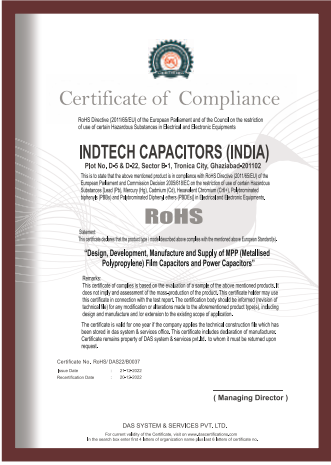 Certificate of Compliance
RoHS Directive (2011/65/EU) of the European Parliament and of the Council on the restriction
of use of certain Hazardous Substances in Electrical and Electronic Equipments
INDTECH CAPACITORS (INDIA)
Plot No, D-5 & D-22, Sector B-1, Tronica City, Ghaziabad-201102
This is to state that the above mentioned product is in compliance with RoHS Directive (2011/65/EU) of the
European Parliament and Commission Decision 2005/618/EC on the restriction of use of certain Hazardous
Substances [Lead (Pb), Mercury (Hg), Cadmium (Cd), Hexavalent Chromium (Cr6+), Polybrominated
biphenyls (PBBs) and Polybrominated Diphenyl ethers (PBDEs)] in Electrical and Electronic Equipments,
RoHS
Statement
This certificate declares that the product type / model described above complies with the mentioned above European Standard(s).
“Design, Development, Manufacture and Supply of MPP (Metallised
Polypropylene) Film Capacitors and Power Capacitors”
Remarks:
This certificate of complies is based on the evaluation of a sample of the above mentioned products. It
does not imply and assessment of the mass-production of the product. This certificate holder may use
this certificate in connection with the test report. The certification body should be informed (revision of
technical file) for any modification or alterations made to the aforementioned product type(s), including
design and manufacture and for extension to the existing scope of application.
The certificate is valid for one year if the company applies the technical construction file which has
been stored in das system & services office. This certificate includes declaration of manufacturer.
Certificate remains property of DAS system & services pvt.ltd. to whom it must be returned upon
request.
Certificate No. RoHS/DAS22/B0037
Issue Date :
Recertification Date :
( Managing Director )
DAS SYSTEM & SERVICES PVT. LTD.
For current validity of the Certificate, visit on www.dascertifications.com
In the search box enter first 4 letters of organization name plus last 6 letters of certificate no.